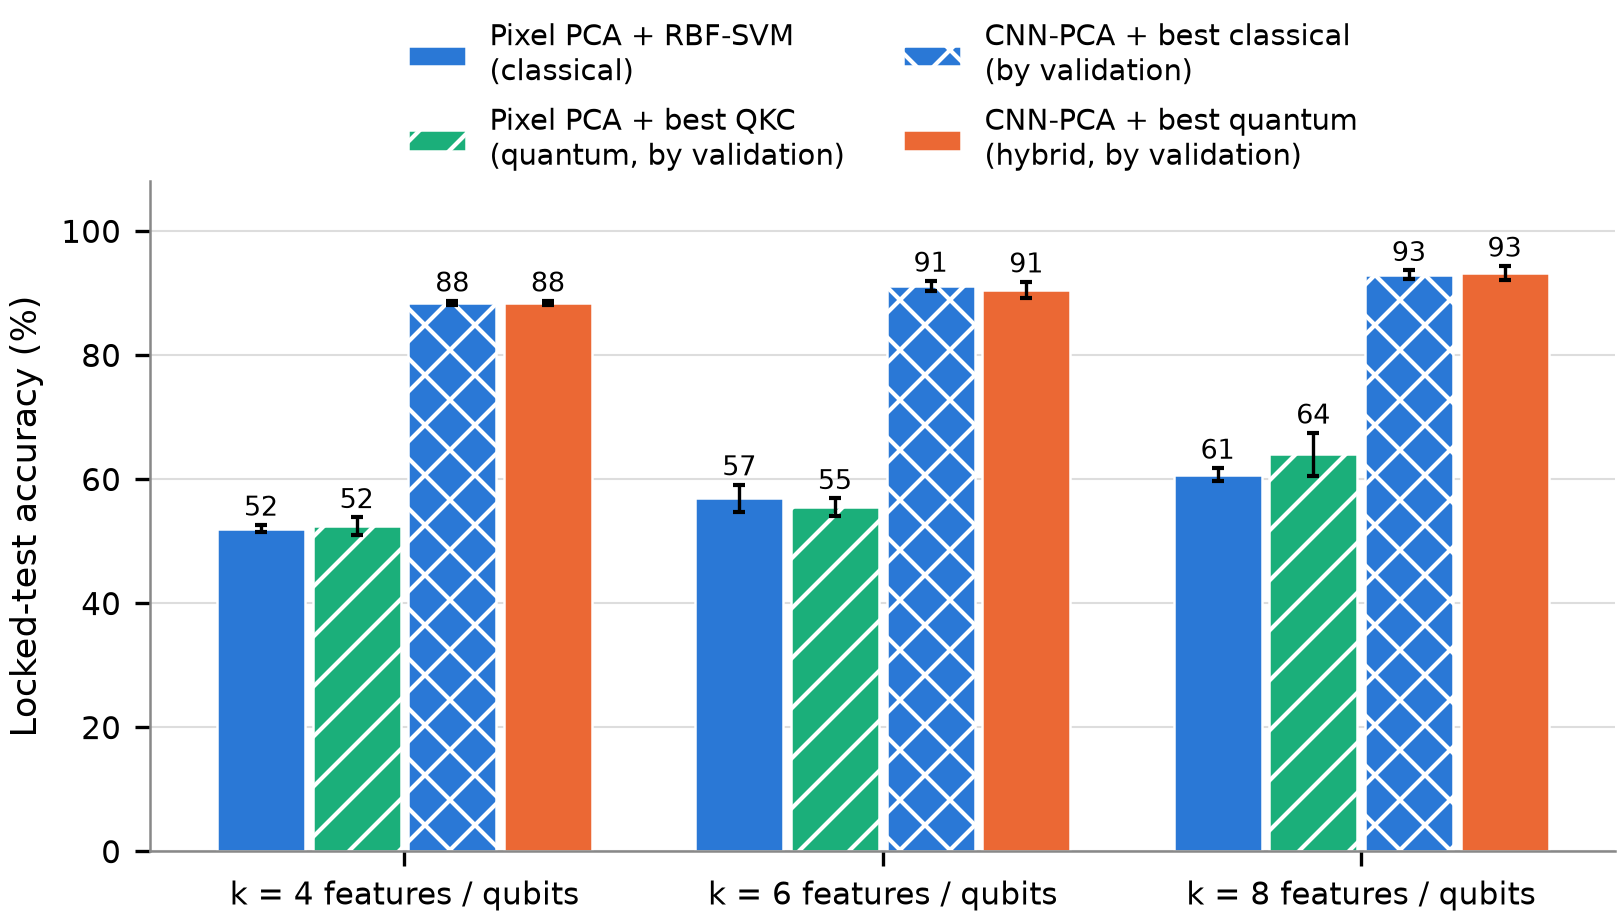 Pixel PCA + RBF-SVM
(classical)
Pixel PCA + best QKC
(quantum, by validation)
CNN-PCA + best classical
(by validation)
CNN-PCA + best quantum
(hybrid, by validation)
Locked-test accuracy (%)
100
80
60
40
20
0
52
52
88
88
57
55
91
91
61
64
93
93
k = 4 features / qubits
k = 6 features / qubits
k = 8 features / qubits